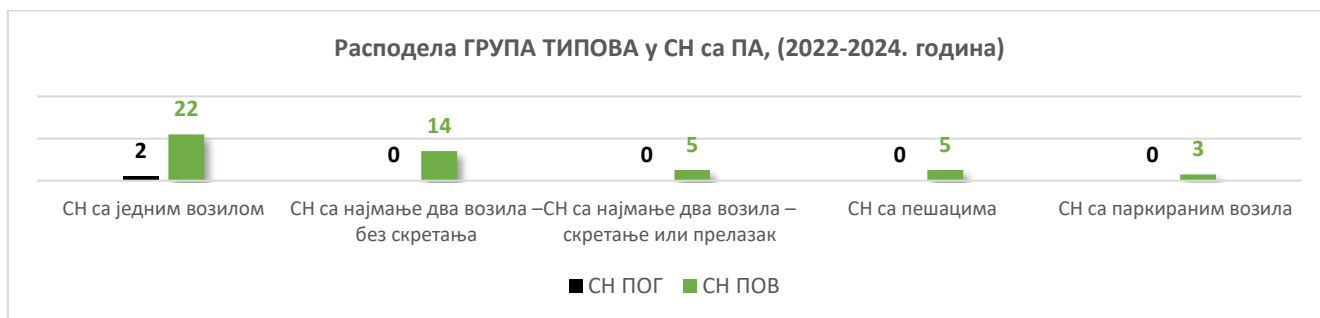 Расподела ГРУПА ТИПОВА у СН са ПА, (2022-2024. година)
2
22
0
14
0
5
0
5
0
3
СН са једним возилом
СН са најмање два возила –
без скретања
СН са најмање два возила –
скретање или прелазак
СН са пешацима
СН са паркираним возила
СН ПОГ
СН ПОВ